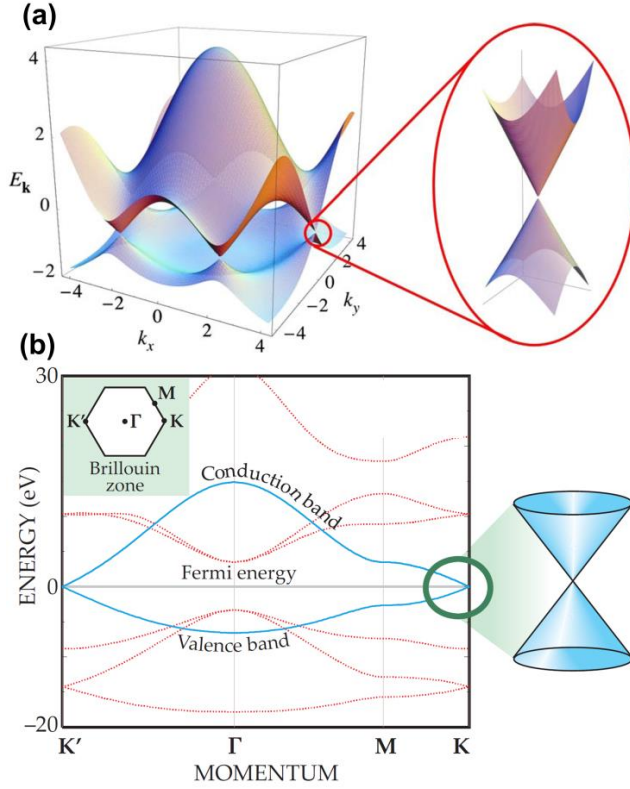 (a)
4
2
E_k
0
−2
−4
−2
0
2
4
k_x
−4
−2
0
2
4
k_y
(b)
30
M
K′
Γ
K
Brillouin
zone
Conduction band
Fermi energy
0
Valence band
−20
ENERGY (eV)
K′
Γ
M
K
MOMENTUM